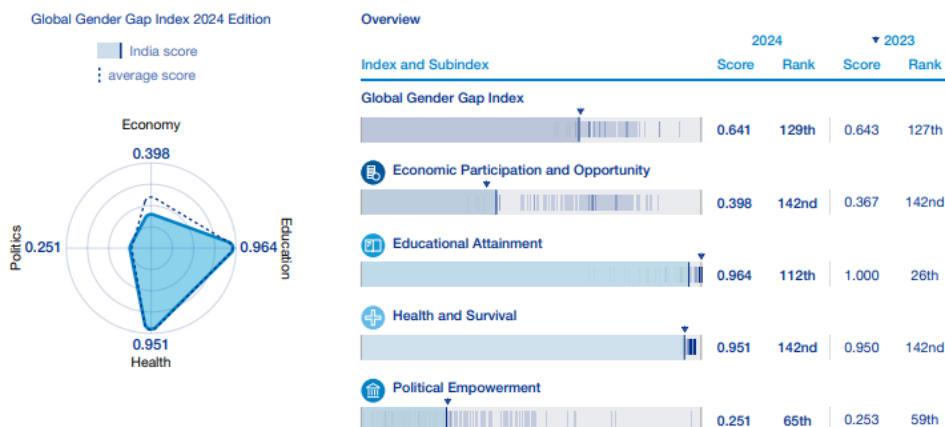 Global Gender Gap Index 2024 Edition
India score
average score
Economy
0.398
Politics
0.251
0.964
Education
0.951
Health
Overview
2024
2023
Index and Subindex
Score
Rank
Score
Rank
Global Gender Gap Index
0.641
129th
0.643
127th
Economic Participation and Opportunity
0.398
142nd
0.367
142nd
Educational Attainment
0.964
112th
1.000
26th
Health and Survival
0.951
142nd
0.950
142nd
Political Empowerment
0.251
65th
0.253
59th